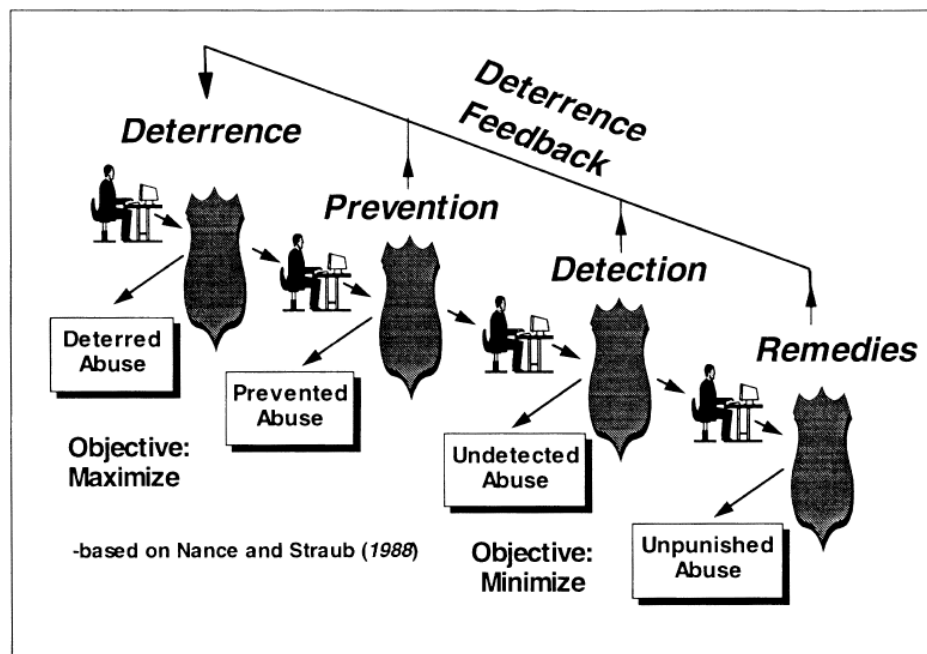 Deterrence
Feedback
Deterrence
Prevention
Detection
Remedies
Deterred
Abuse
Prevented
Abuse
Objective:
Maximize
Undetected
Abuse
Unpunished
Abuse
-based on Nance and Straub (1988)
Objective:
Minimize